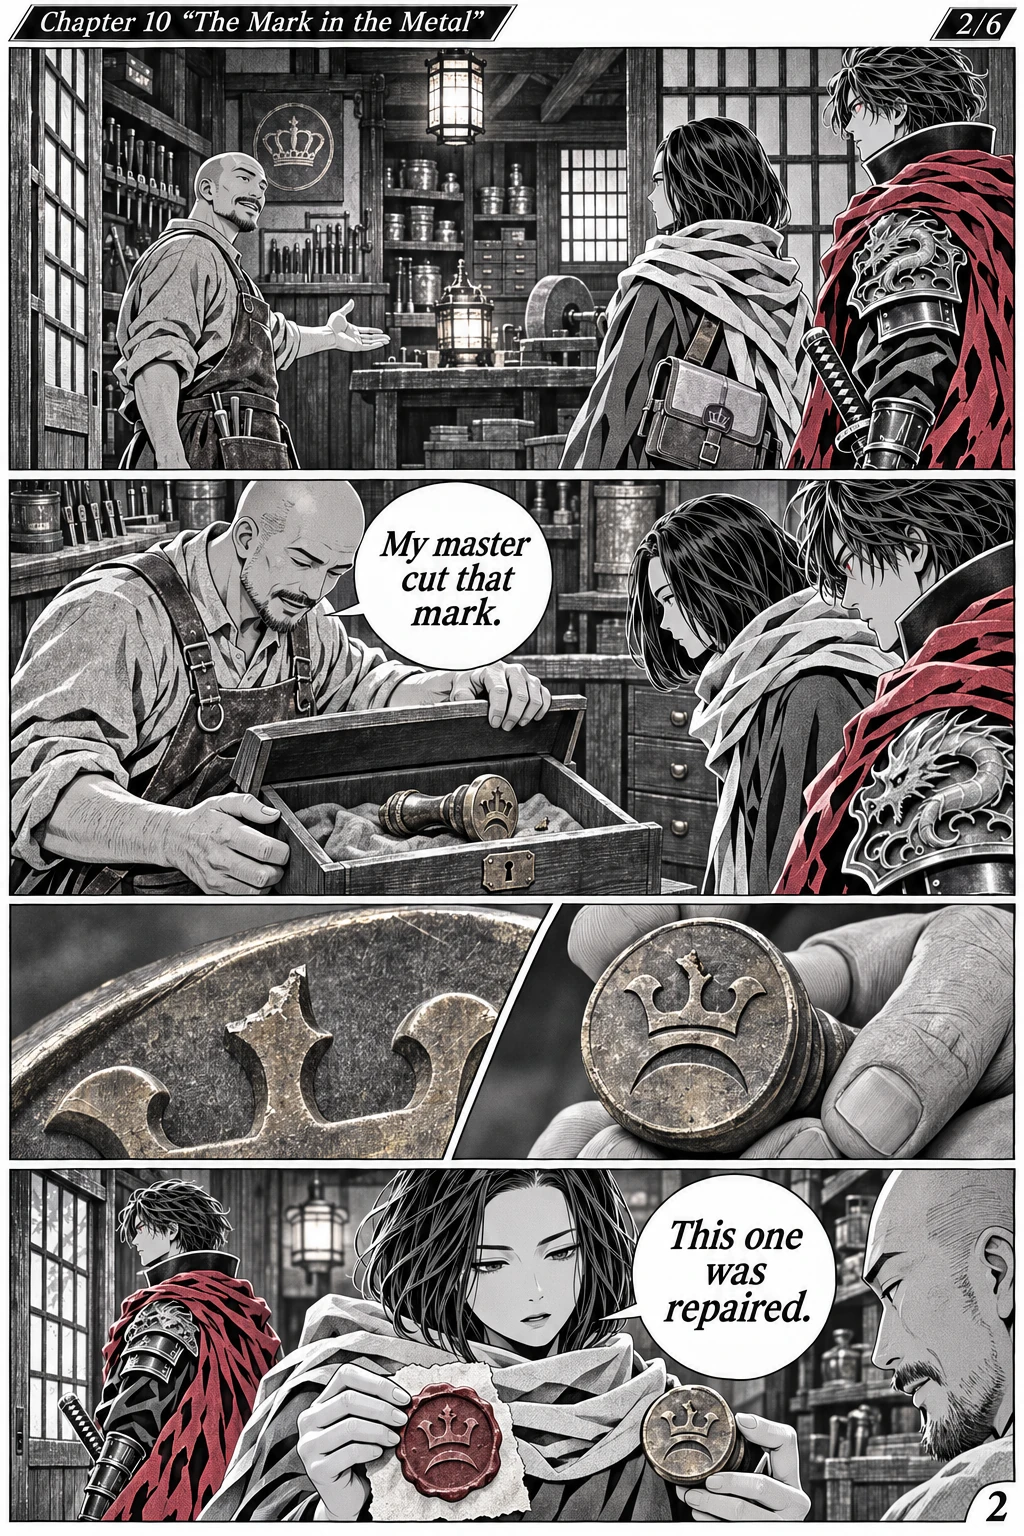 Chapter 10 “The Mark in the Metal”
2/6
My master
cut that
mark.
This one
was
repaired.
2